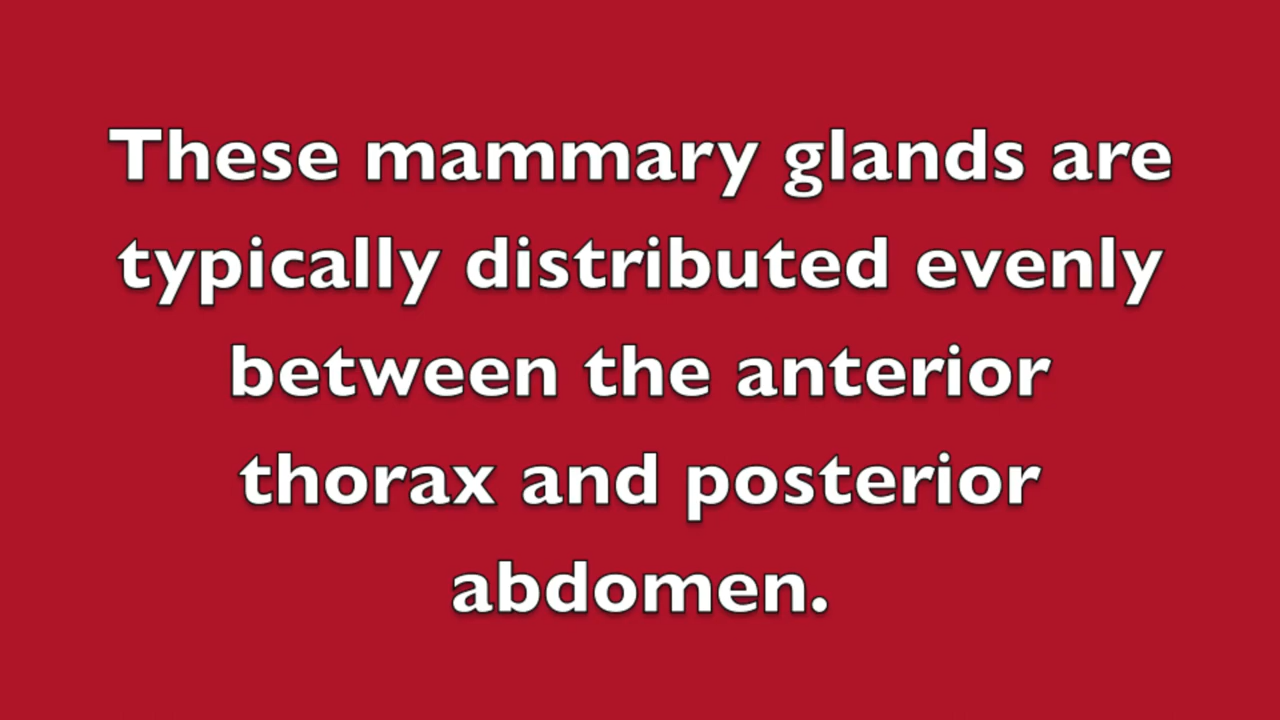 These mammary glands are
typically distributed evenly
between the anterior
thorax and posterior
abdomen.